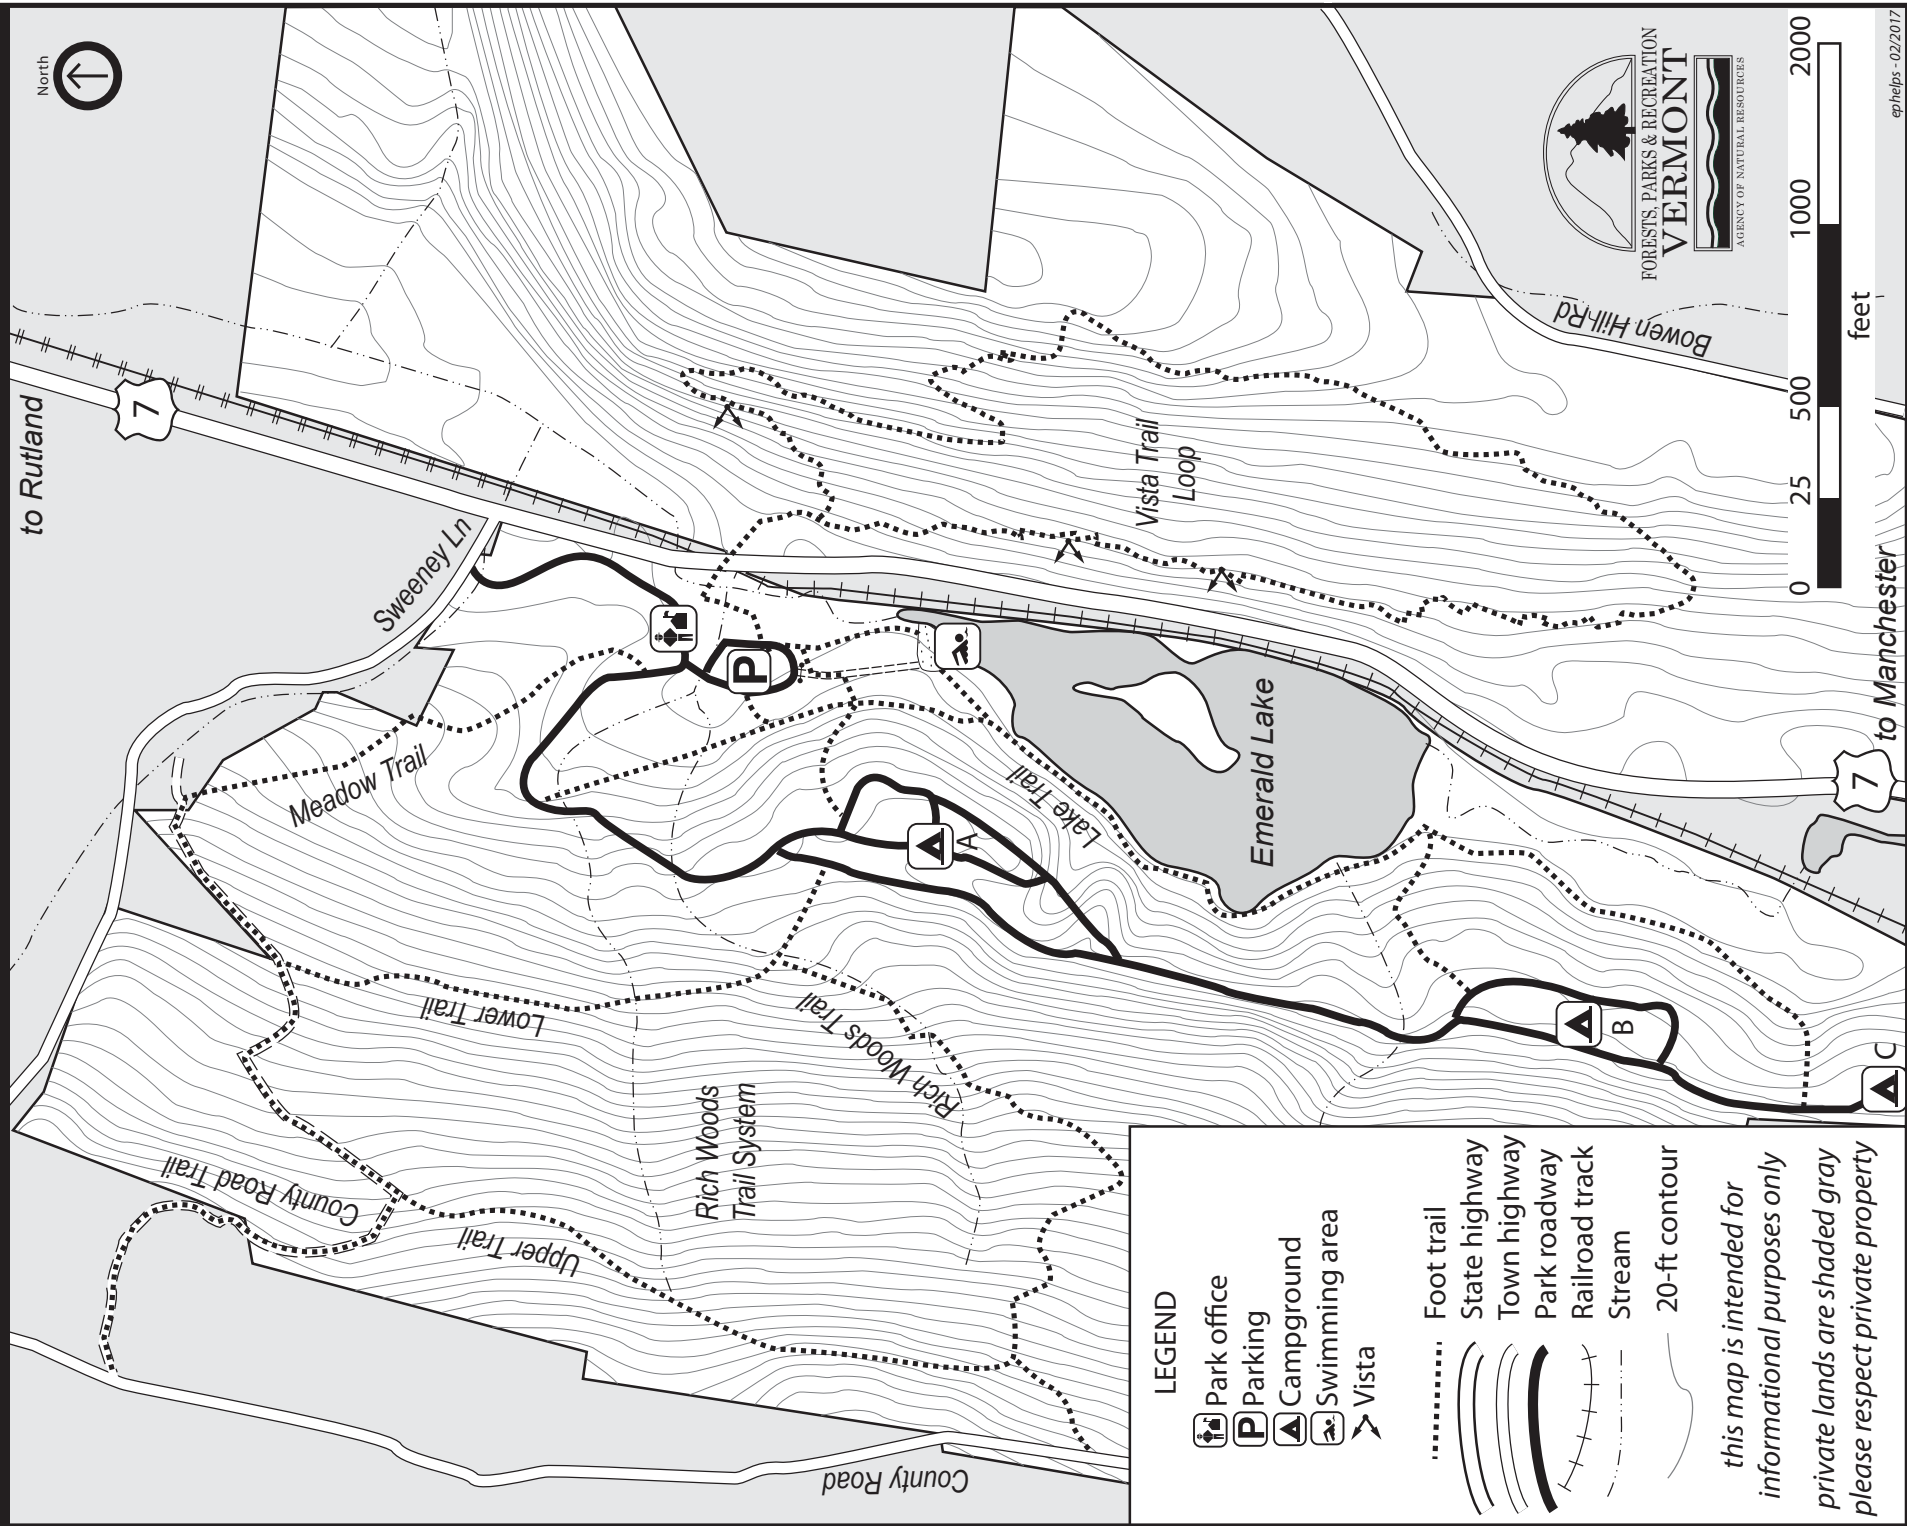 North
to Rutland
7
Sweeney Ln
Meadow Trail
Lower Trail
County Road Trail
Upper Trail
Rich Woods
Trail System
Rich Woods Trail
County Road
P
A
Lake Trail
Emerald Lake
Vista Trail
Loop
B
C
7
to Manchester
Bowen Hill Rd
FORESTS, PARKS & RECREATION
VERMONT
AGENCY OF NATURAL RESOURCES
0 25 500 1000 2000
feet
ephelps - 02/2017
LEGEND
Park office
P Parking
Campground
Swimming area
Vista
Foot trail
State highway
Town highway
Park roadway
Railroad track
Stream
20-ft contour
this map is intended for
informational purposes only
private lands are shaded gray
please respect private property